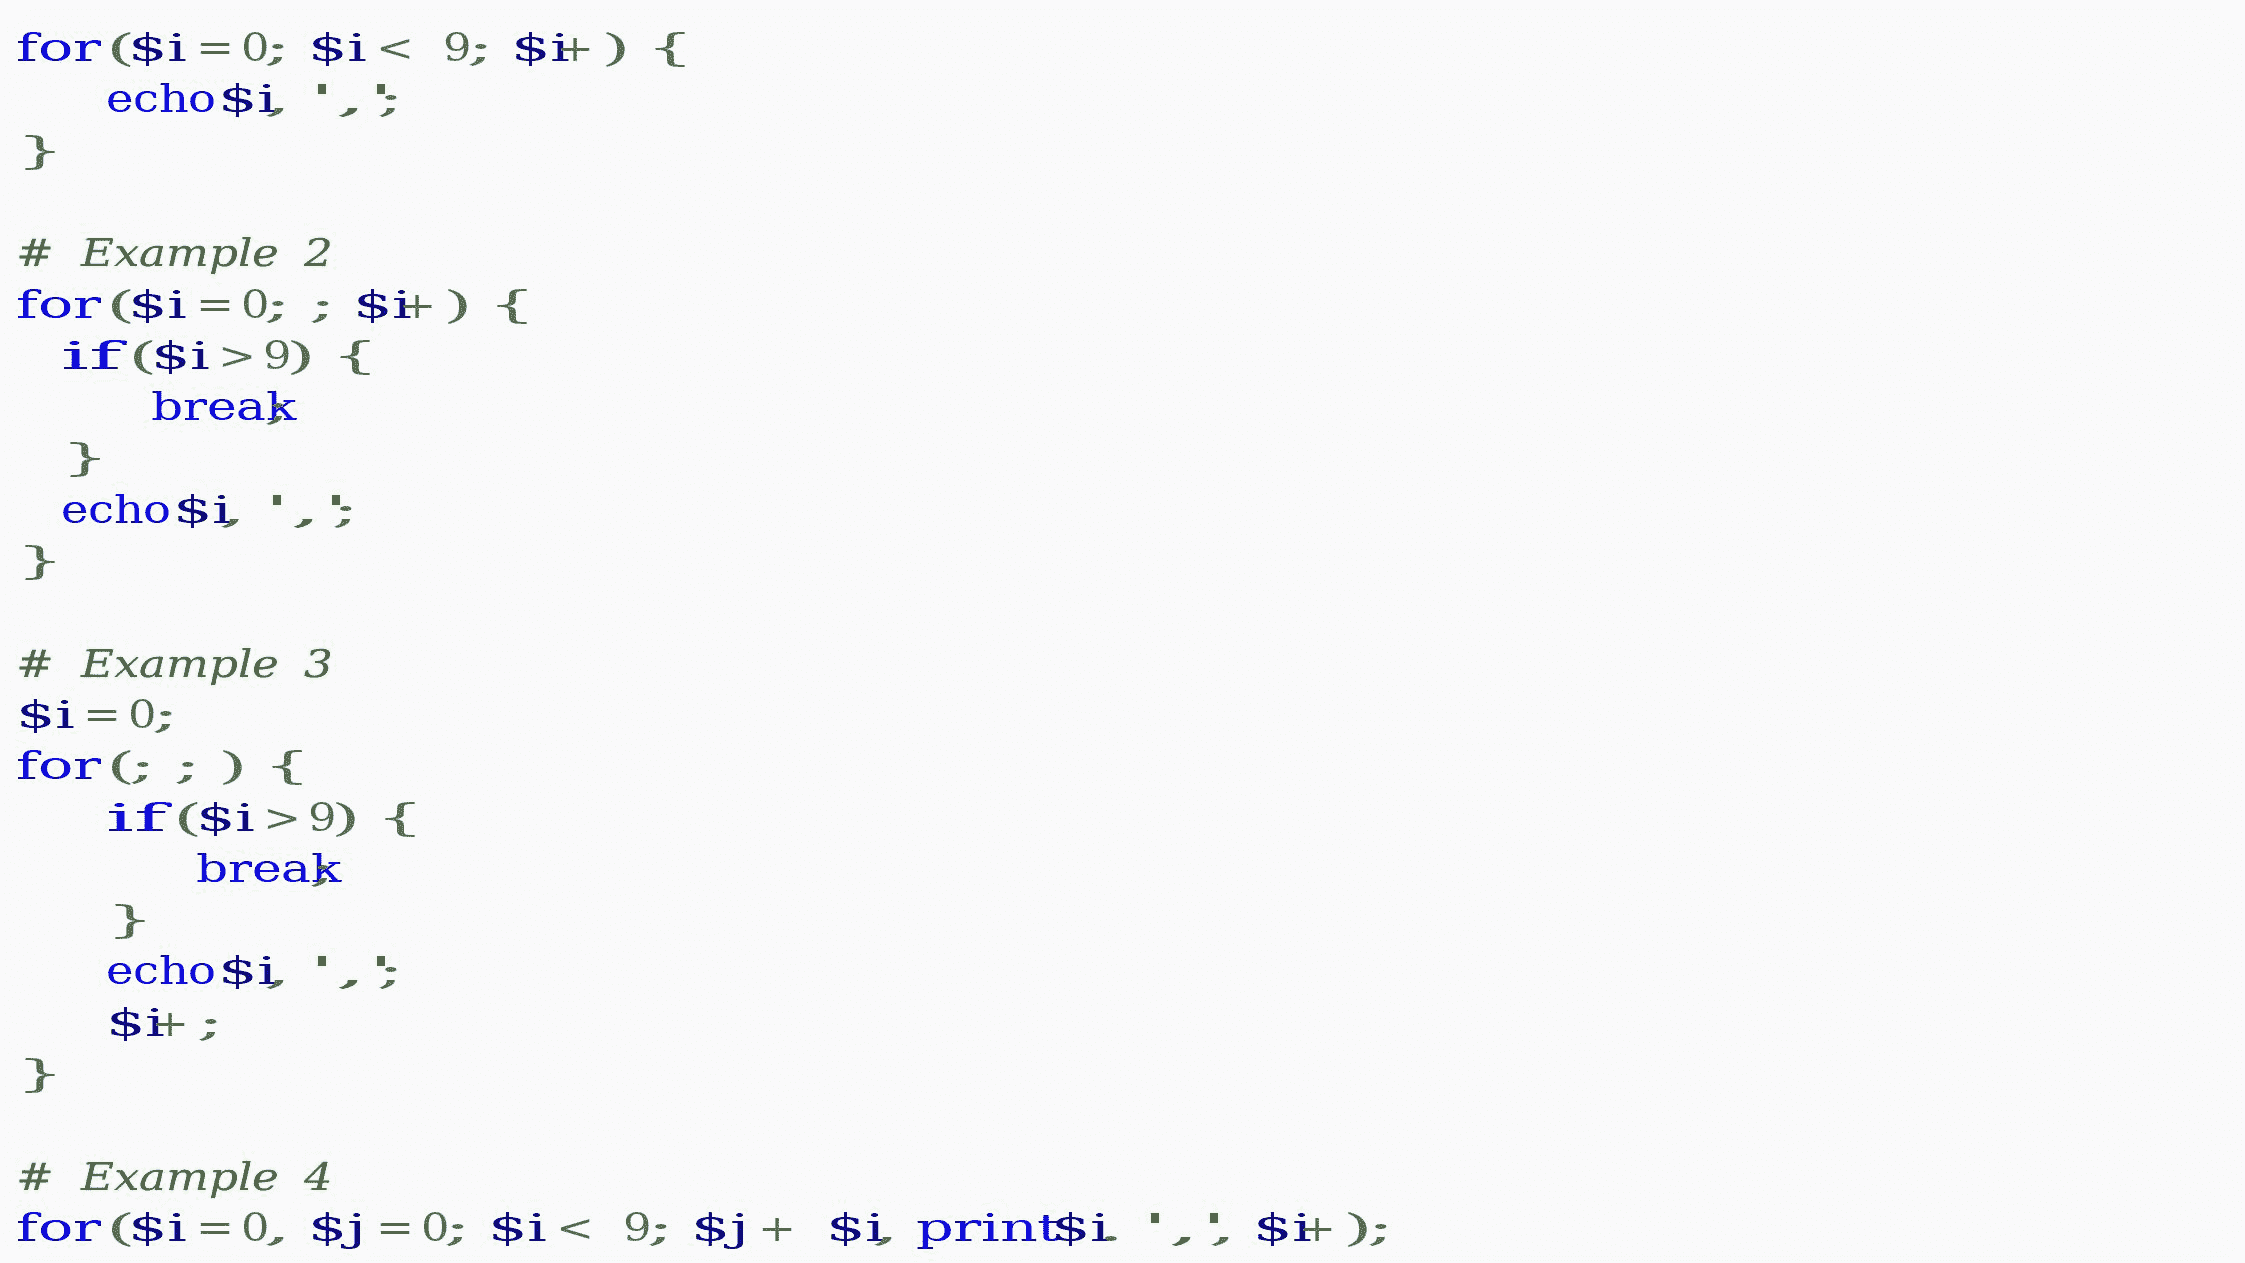 for($i=0; $i< 9; $i+ ) {
    echo$i, ',';
}

# Example 2
for($i=0; ; $i+ ) {
  if($i>9) {
      break;
  }
  echo$i, ',';
}

# Example 3
$i=0;
for(; ; ) {
    if($i>9) {
        break;
    }
    echo$i, ',';
    $i+ ;
}

# Example 4
for($i=0, $j=0; $i< 9; $j+ $i, print$i. ',', $i+ );